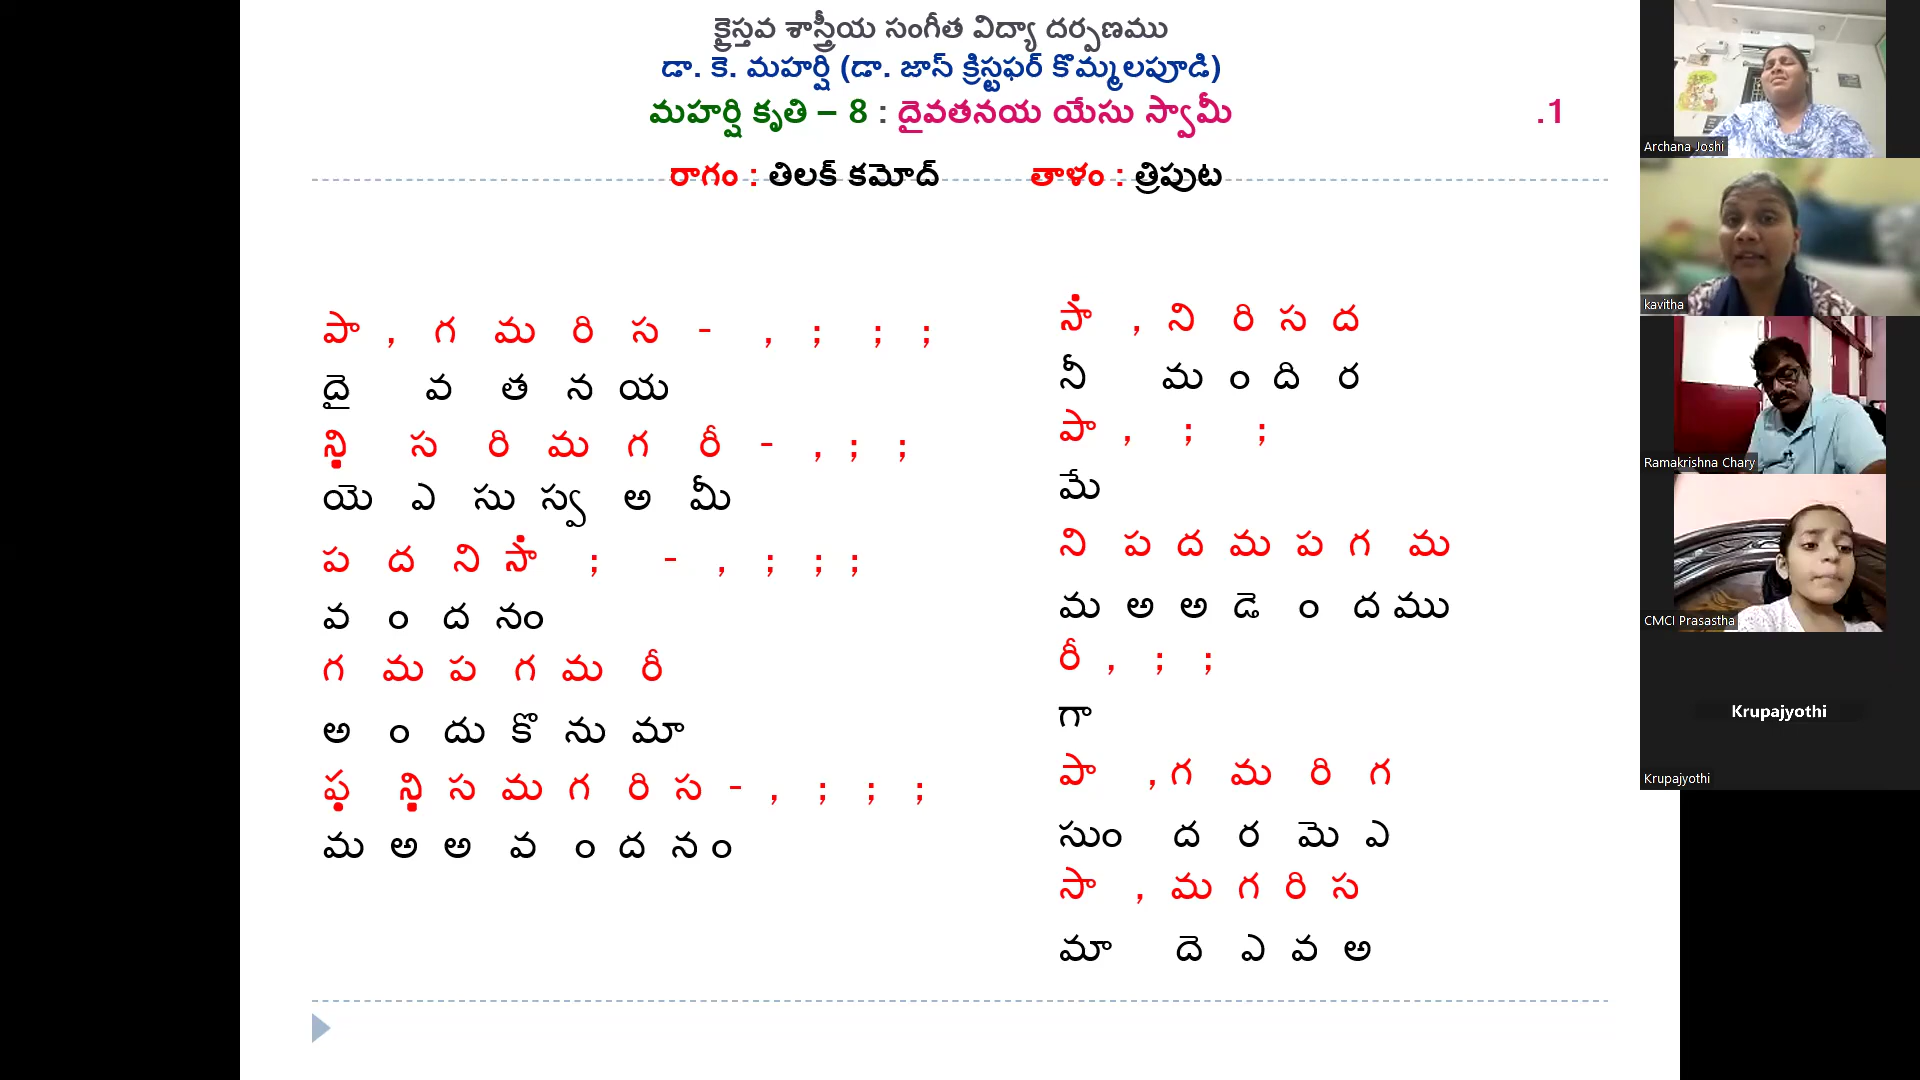 క్రైస్తవ శాస్త్రీయ సంగీత విద్యా దర్పణము
డా. కె. మహర్షి (డా. జాస్ క్రిస్టఫర్ కొమ్మలపూడి)
మహర్షి కృతి – 8 : దైవతనయ యేసు స్వామీ .1
రాగం : తిలక్ కమోద్ తాళం : త్రిపుట
పా , గ మ రి స - , ; ; ;
దై వ త న య
ని స రి మ గ రీ - , ; ;
యె ఎ సు స్వ అ మీ
ప ద ని సా ; - , ; ; ;
వ ం ద నం
గ మ ప గ మ రీ
అ ం దు కొ ను మా
ప ని స మ గ రి స - , ; ; ;
మ అ అ వ ం ద న ం
సా , ని రి స ద
నీ మ ం ది ర
పా , ; ;
మే
ని ప ద మ ప గ మ
మ అ అ డె ం ద ము
రీ , ; ;
గా
పా , గ మ రి గ
సుం ద ర మె ఎ
సా , మ గ రి స
మా దె ఎ వ అ
Archana Joshi
kavitha
Ramakrishna Chary
CMCI Prasastha
Krupajyothi
Krupajyothi